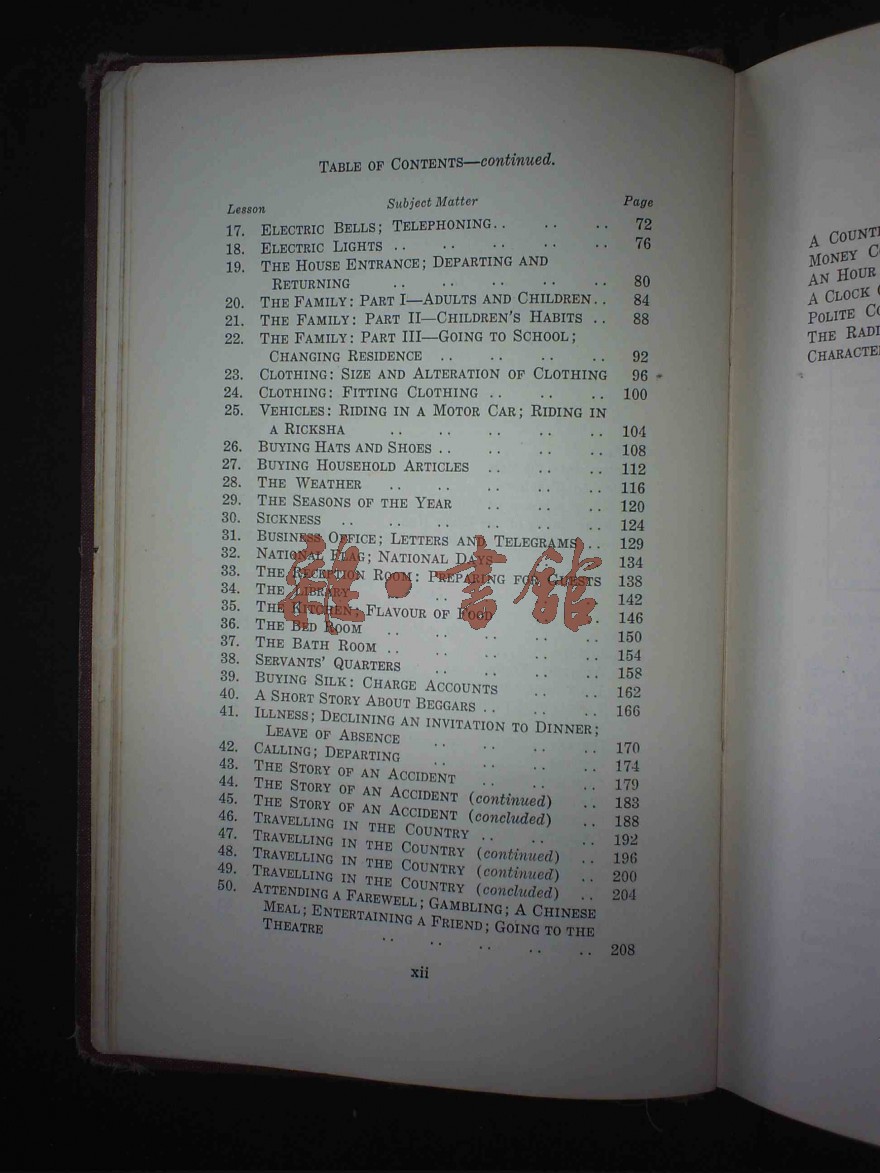 TABLE OF CONTENTS—continued.
Lesson Subject Matter Page
17. ELECTRIC BELLS; TELEPHONING.. .. .. 72
18. ELECTRIC LIGHTS .. .. .. .. .. 76
19. THE HOUSE ENTRANCE; DEPARTING AND
RETURNING .. .. .. .. 80
20. THE FAMILY: PART I—ADULTS AND CHILDREN.. 84
21. THE FAMILY: PART II—CHILDREN'S HABITS .. 88
22. THE FAMILY: PART III—GOING TO SCHOOL;
CHANGING RESIDENCE .. .. .. .. 92
23. CLOTHING: SIZE AND ALTERATION OF CLOTHING 96
24. CLOTHING: FITTING CLOTHING .. .. .. 100
25. VEHICLES: RIDING IN A MOTOR CAR; RIDING IN
A RICKSHA .. .. .. .. .. 104
26. BUYING HATS AND SHOES .. .. .. .. 108
27. BUYING HOUSEHOLD ARTICLES .. .. .. 112
28. THE WEATHER .. .. .. .. .. 116
29. THE SEASONS OF THE YEAR .. .. .. 120
30. SICKNESS .. .. .. .. .. .. 124
31. BUSINESS OFFICE; LETTERS AND TELEGRAMS .. 129
32. NATIONAL FLAG; NATIONAL DAYS 134
33. THE RECEPTION ROOM: PREPARING FOR GUESTS 138
34. THE LIBRARY .. 142
35. THE KITCHEN; FLAVOUR OF FOOD .. 146
36. THE BED ROOM .. .. .. .. 150
37. THE BATH ROOM .. .. .. .. 154
38. SERVANTS' QUARTERS .. .. .. 158
39. BUYING SILK: CHARGE ACCOUNTS .. .. 162
40. A SHORT STORY ABOUT BEGGARS .. .. .. 166
41. ILLNESS; DECLINING AN INVITATION TO DINNER;
LEAVE OF ABSENCE .. .. .. .. 170
42. CALLING; DEPARTING .. .. .. .. 174
43. THE STORY OF AN ACCIDENT .. .. .. 179
44. THE STORY OF AN ACCIDENT (continued) .. 183
45. THE STORY OF AN ACCIDENT (concluded) .. 188
46. TRAVELLING IN THE COUNTRY .. .. .. 192
47. TRAVELLING IN THE COUNTRY (continued) .. 196
48. TRAVELLING IN THE COUNTRY (continued) .. 200
49. TRAVELLING IN THE COUNTRY (concluded) .. 204
50. ATTENDING A FAREWELL; GAMBLING; A CHINESE
MEAL; ENTERTAINING A FRIEND; GOING TO THE
THEATRE .. .. .. .. .. 208
xii
雅·書館
A COUNT
MONEY C
AN HOUR
A CLOCK
POLITE CO
THE RADI
CHARACTE